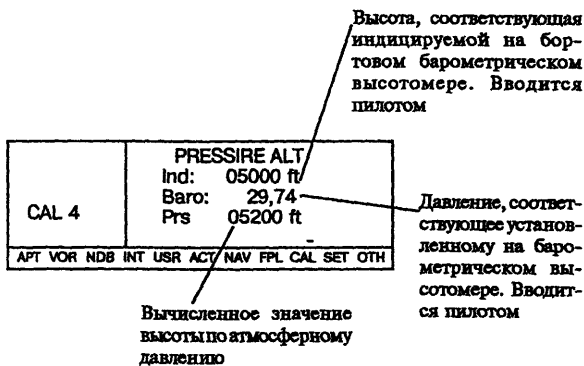 Высота, соответствующая
индицируемой на бор-
товом барометрическом
высотомере. Вводится
пилотом
PRESSIRE ALT
Ind: 05000 ft
Baro: 29,74
CAL 4
Prs 05200 ft
APT VOR NDB INT USR ACT NAV FPL CAL SET OTH
Давление, соответ-
ствующее установ-
ленному на баро-
метрическом вы-
сотомере. Вводит-
ся пилотом
Вычисленное значение
высоты по атмосферному
давлению